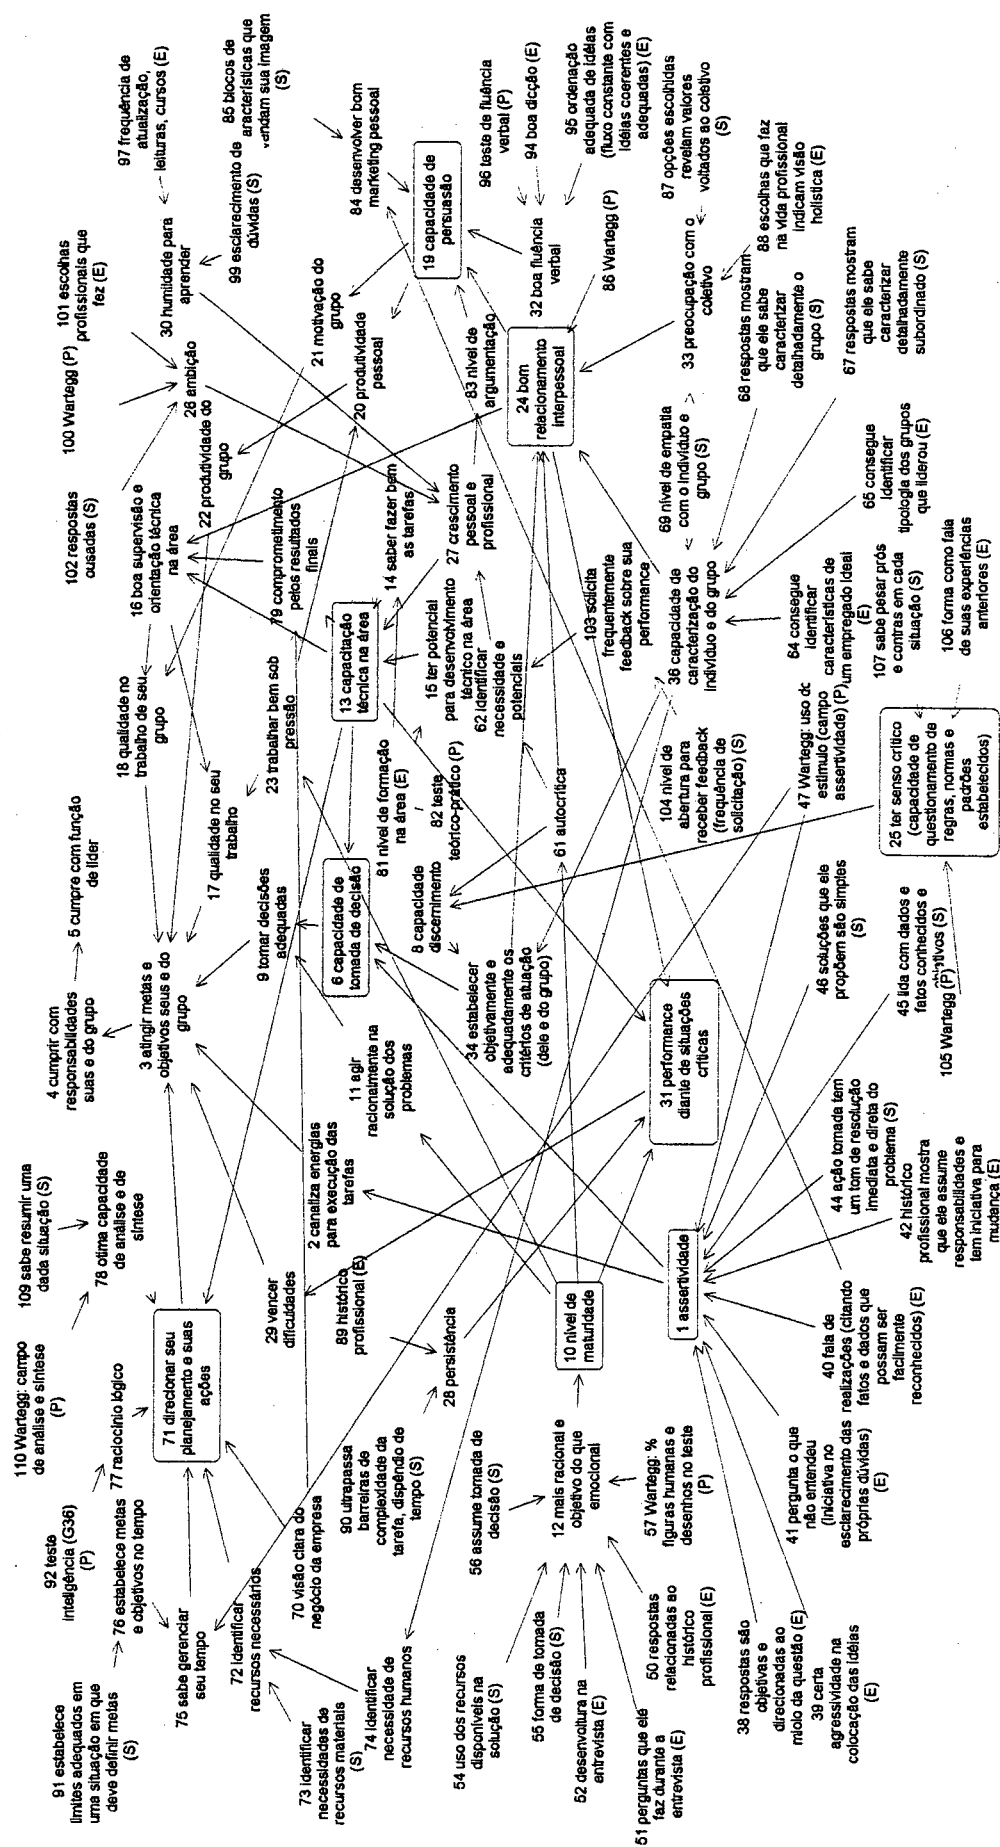 91 estabelece
limites adequados em
uma situação em que
deve definir metas
(S)
92 teste
inteligência (G36)
(P)
110 Wartegg: campo
de análise e síntese
(P)
109 sabe resumir uma
dada situação (S)
4 cumprir com
responsabilidades
suas e do grupo
5 cumpre com função
de líder
102 respostas
ousadas (S)
100 Wartegg (P)
101 escolhas
profissionais que
fez (E)
97 frequência de
atualização,
leituras, cursos (E)
76 estabelece metas
e objetivos no tempo
77 raciocínio lógico
78 otima capacidade
de análise e de
síntese
3 atingir metas e
objetivos seus e do
grupo
18 qualidade no
trabalho de seu
grupo
16 boa supervisão e
orientação técnica
na área
26 ambição
30 humildade para
aprender
85 blocos de
aracterísticas que
vendam sua imagem
(S)
75 sabe gerenciar
seu tempo
71 direcionar seu
planejamento e suas
ações
17 qualidade no seu
trabalho
22 produtividade do
grupo
99 esclarecimento de
dúvidas (S)
72 identificar
recursos necessários
29 vencer
dificuldades
9 tomar decisões
adequadas
23 trabalhar bem sob
pressão
79 comprometimento
pelos resultados
finais
21 motivação do
grupo
84 desenvolver bom
marketing pessoal
73 identificar
necessidades de
recursos materiais
(S)
70 visão clara do
negócio da empresa
2 canaliza energias
para execução das
tarefas
6 capacidade de
tomada de decisão
13 capacitação
técnica na área
20 produtividade
pessoal
74 identificar
necessidade de
recursos humanos
89 histórico
profissional (E)
11 agir
racionalmente na
solução dos
problemas
81 nível de formação
na área (E)
14 saber fazer bem
as tarefas
19 capacidade de
persuasão
90 ultrapassa
barreiras de
complexidade da
tarefa, dispêndio de
tempo (S)
82 teste
teórico-prático (P)
15 ter potencial
para desenvolvimento
técnico na área
27 crescimento
pessoal e
profissional
83 nível de
argumentação
96 teste de fluência
verbal (P)
94 boa dicção (E)
54 uso dos recursos
disponíveis na
solução (S)
56 assume tomada de
decisão (S)
28 persistência
34 estabelecer
objetivamente e
adequadamente os
critérios de atuação
(dele e do grupo)
8 capacidade
discernimento
62 identificar
necessidade e
potenciais
24 bom
relacionamento
interpessoal
32 boa fluência
verbal
95 ordenação
adequada de idéias
(fluxo constante com
idéias coerentes e
adequadas) (E)
55 forma de tomada
de decisão (S)
12 mais racional e
objetivo do que
emocional
10 nível de
maturidade
61 autocrítica
103 solicita
frequentemente
feedback sobre sua
performance
86 Wartegg (P)
52 desenvoltura na
entrevista (E)
57 Wartegg: %
figuras humanas e
desenhos no teste
(P)
31 performance
diante de situações
críticas
104 nível de
abertura para
receber feedback
(frequência de
solicitação) (S)
36 capacidade de
caracterização do
indivíduo e do grupo
69 nível de empatia
com o indivíduo e
grupo (S)
33 preocupação com o
coletivo
87 opções escolhidas
revelam valores
voltados ao coletivo
(S)
51 perguntas que ele
faz durante a
entrevista (E)
50 respostas
relacionadas ao
histórico
profissional (E)
1 assertividade
47 Wartegg: uso do
estímulo (campo
assertividade) (P)
64 consegue
identificar
características de
um empregado ideal
(E)
68 respostas mostram
que ele sabe
caracterizar
detalhadamente o
grupo (S)
88 escolhas que faz
na vida profissional
indicam visão
holística (E)
38 respostas são
objetivas e
direcionadas ao
miolo da questão (E)
39 certa
agressividade na
colocação das idéias
(E)
41 pergunta o que
não entendeu
(iniciativa no
esclarecimento das
próprias dúvidas)
(E)
40 fala de
realizações (citando
fatos e dados que
possam ser
facilmente
reconhecidos) (E)
44 ação tomada tem
um tom de resolução
imediata e direta do
problema (S)
42 histórico
profissional mostra
que ele assume
responsabilidades e
tem iniciativa para
mudança (E)
46 soluções que ele
propõem são simples
(S)
45 lida com dados e
fatos conhecidos e
objetivos (S)
105 Wartegg (P)
25 ter senso crítico
(capacidade de
questionamento de
regras, normas e
padrões
estabelecidos)
107 sabe pesar prós
e contras em cada
situação (S)
65 consegue
identificar
tipologia dos grupos
que liderou (E)
67 respostas mostram
que ele sabe
caracterizar
detalhadamente
subordinado (S)
106 forma como fala
de suas experiências
anteriores (E)